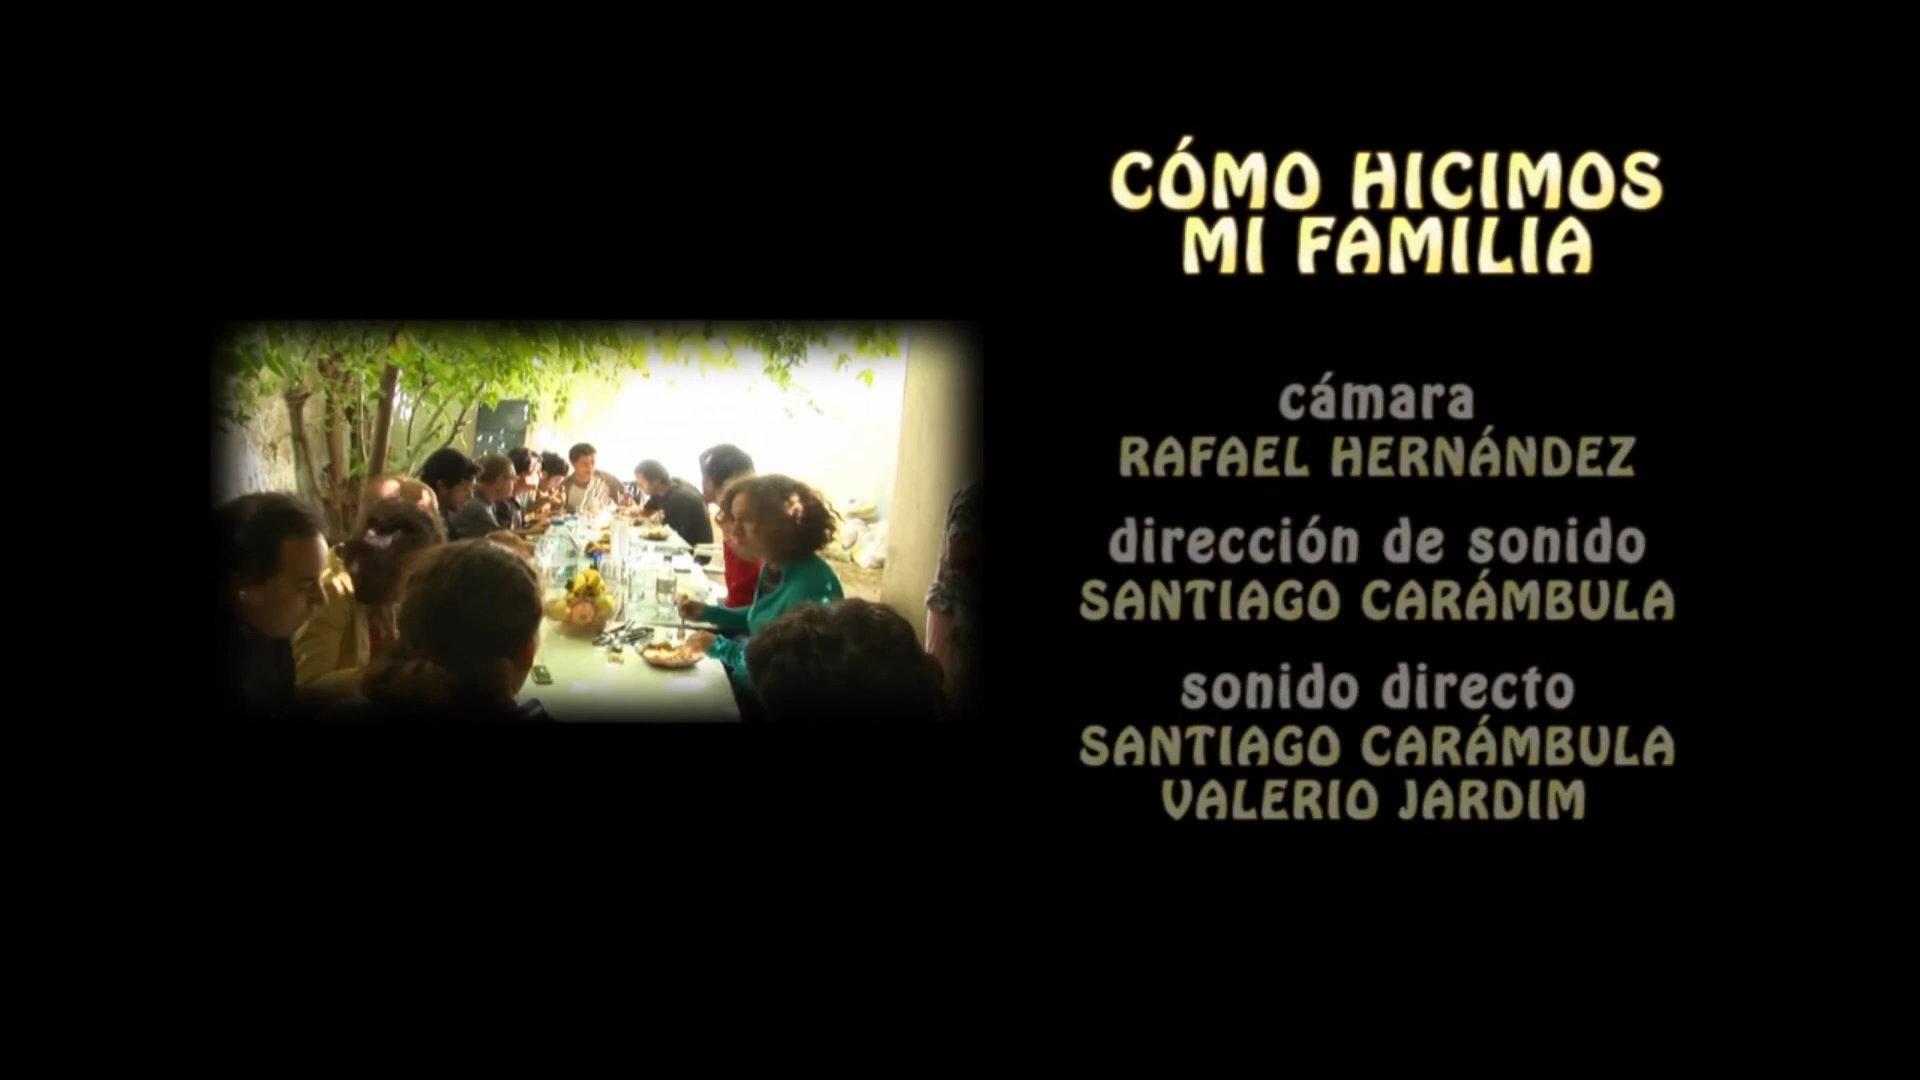 CÓMO HICIMOS
MI FAMILIA
cámara
RAFAEL HERNÁNDEZ
dirección de sonido
SANTIAGO CARÁMBULA
sonido directo
SANTIAGO CARÁMBULA
VALERIO JARDIM